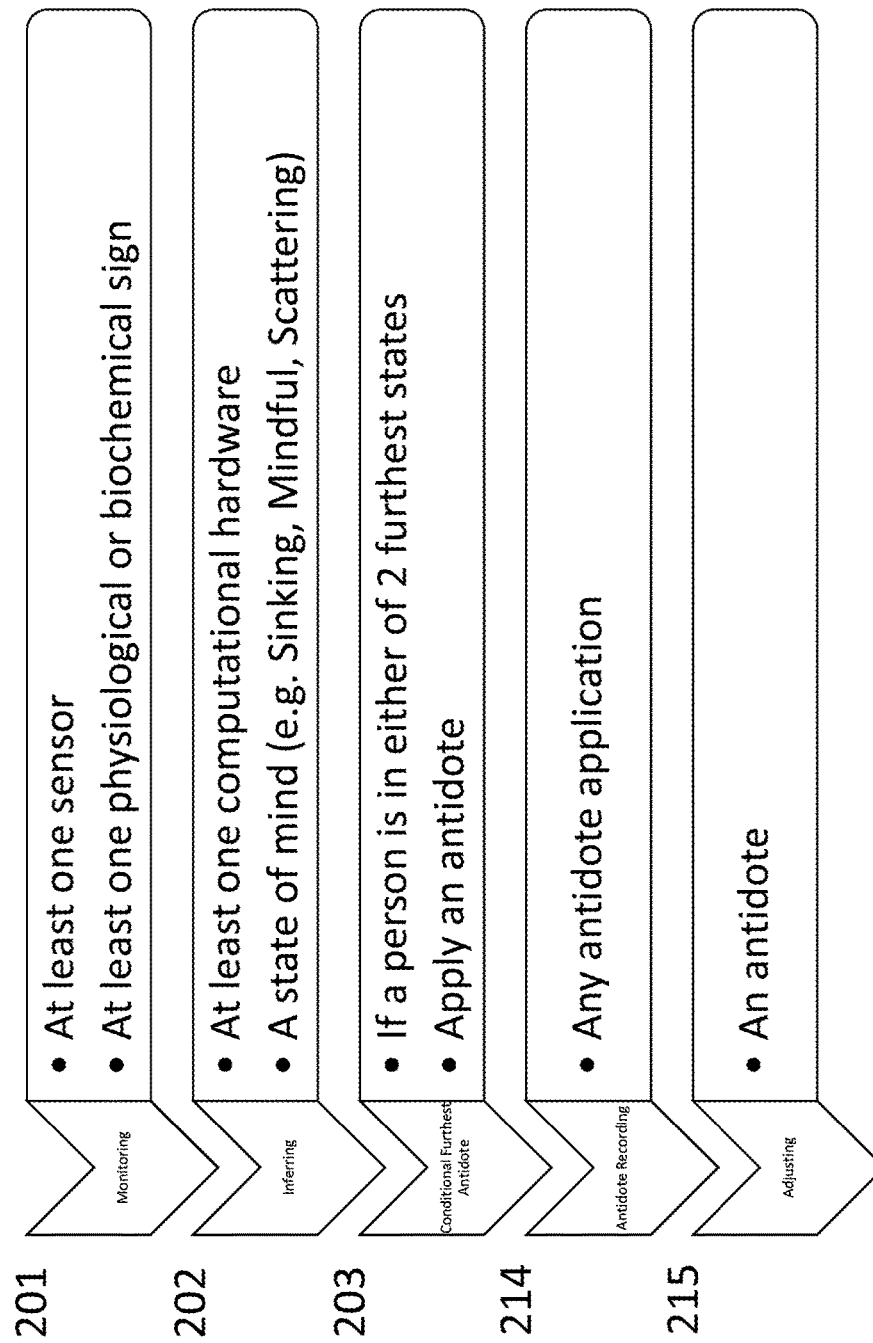 201
Monitoring
• At least one sensor
• At least one physiological or biochemical sign
202
Inferring
• At least one computational hardware
• A state of mind (e.g. Sinking, Mindful, Scattering)
203
Conditional Furthest
Antidote
• If a person is in either of 2 furthest states
• Apply an antidote
214
Antidote Recording
• Any antidote application
215
Adjusting
• An antidote